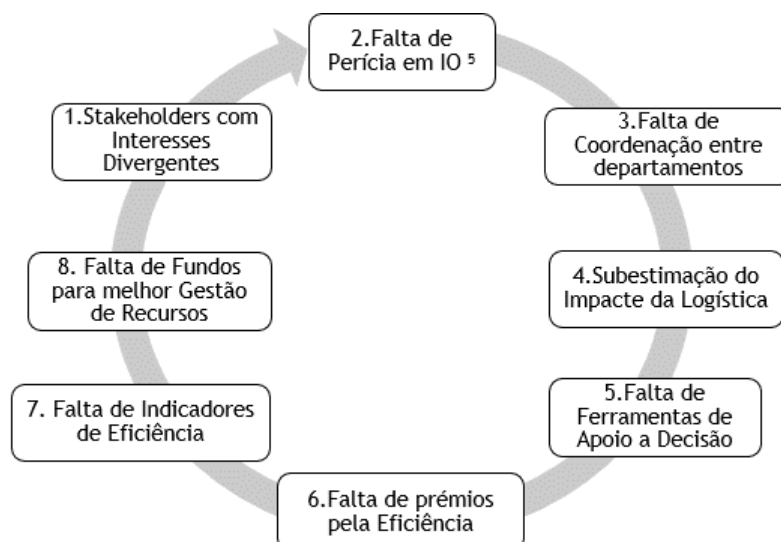 2.Falta de
Perícia em IO ⁵
1.Stakeholders com
Interesses
Divergentes
3.Falta de
Coordenação entre
departamentos
8. Falta de Fundos
para melhor Gestão
de Recursos
4.Subestimação do
Impacte da Logística
7. Falta de Indicadores
de Eficiência
5.Falta de
Ferramentas de
Apoio a Decisão
6.Falta de prémios
pela Eficiência